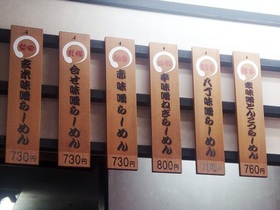 玄米味噌らーめん
730円
合せ味噌らーめん
730円
赤味噌らーめん
730円
辛味噌ねぎらーめん
800円
八丁味噌らーめん
味噌とんこつらーめん
760円